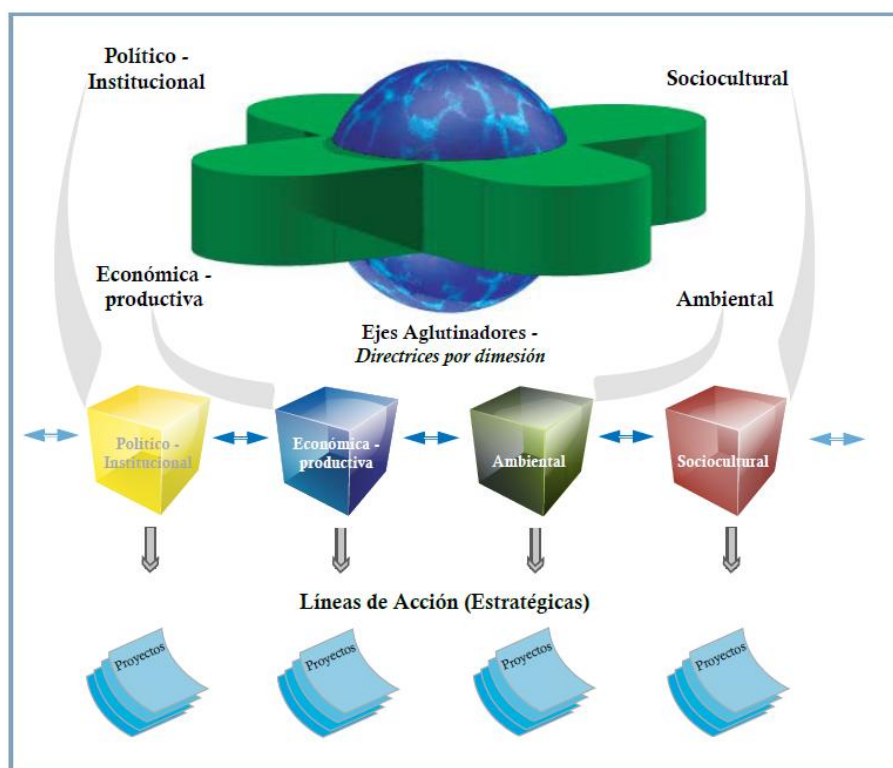 Político -
Institucional
Sociocultural
Económica -
productiva
Ambiental
Ejes Aglutinadores -
Directrices por dimesión
Político -
Institucional
Económica -
productiva
Ambiental
Sociocultural
Líneas de Acción (Estratégicas)
Proyectos
Proyectos
Proyectos
Proyectos